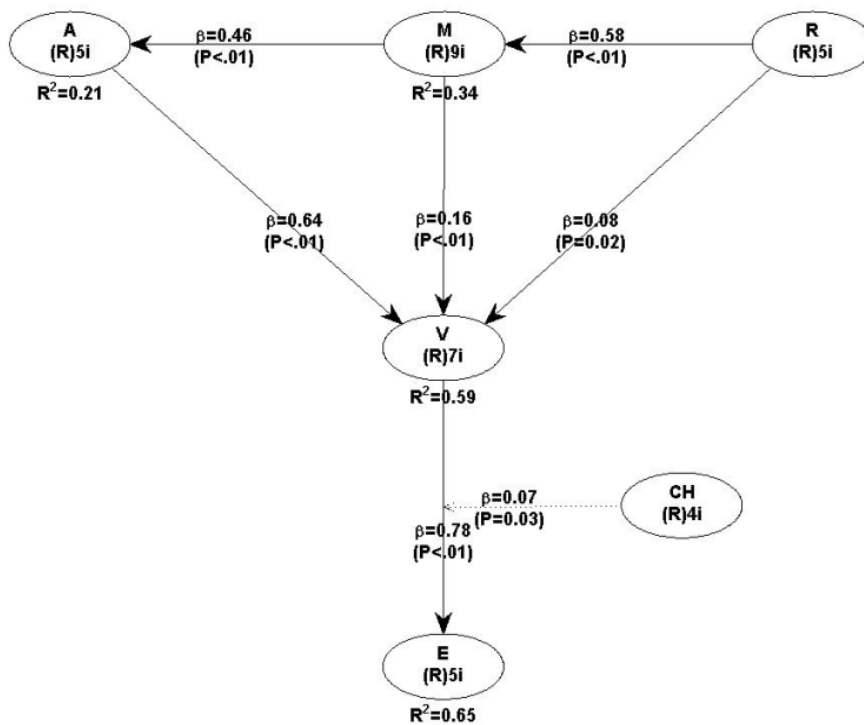 A
(R)5i
R²=0.21
β=0.46
(P<.01)
M
(R)9i
R²=0.34
β=0.58
(P<.01)
R
(R)5i
β=0.64
(P<.01)
β=0.16
(P<.01)
β=0.08
(P=0.02)
V
(R)7i
R²=0.59
β=0.07
(P=0.03)
CH
(R)4i
β=0.78
(P<.01)
E
(R)5i
R²=0.65